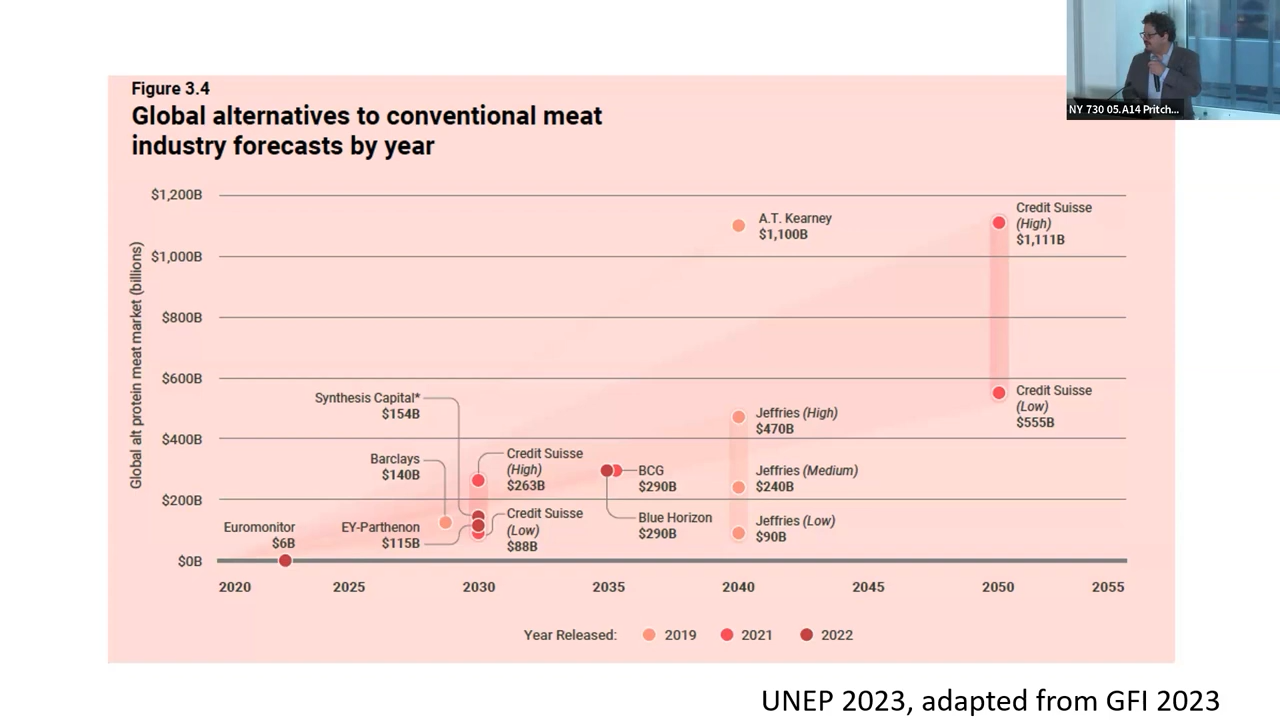 NY 730 05.A14 Pritch...
Figure 3.4
Global alternatives to conventional meat
industry forecasts by year
Global alt protein meat market (billions)
$1,200B
$1,000B
$800B
$600B
$400B
$200B
$0B
A.T. Kearney
$1,100B
Credit Suisse
(High)
$1,111B
Credit Suisse
(Low)
$555B
Synthesis Capital*
$154B
Barclays
$140B
Euromonitor
$6B
EY-Parthenon
$115B
Credit Suisse
(High)
$263B
Credit Suisse
(Low)
$88B
BCG
$290B
Blue Horizon
$290B
Jeffries (High)
$470B
Jeffries (Medium)
$240B
Jeffries (Low)
$90B
2020 2025 2030 2035 2040 2045 2050 2055
Year Released: 2019 2021 2022
UNEP 2023, adapted from GFI 2023